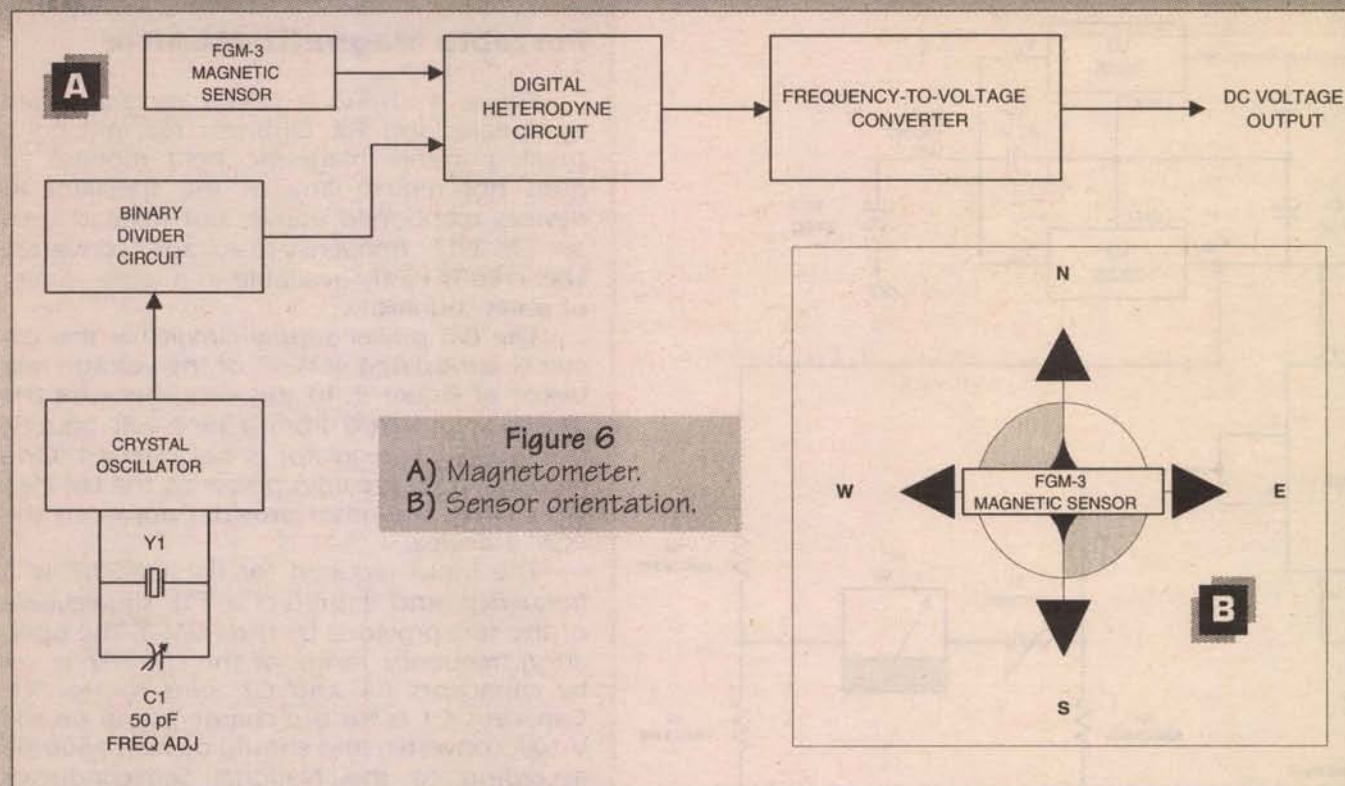 A
FGM-3
MAGNETIC
SENSOR
DIGITAL
HETERODYNE
CIRCUIT
FREQUENCY-TO-VOLTAGE
CONVERTER
DC VOLTAGE
OUTPUT
BINARY
DIVIDER
CIRCUIT
CRYSTAL
OSCILLATOR
Y1
C1
50 pF
FREQ ADJ
Figure 6
A) Magnetometer.
B) Sensor orientation.
N
W
FGM-3
MAGNETIC SENSOR
E
S
B